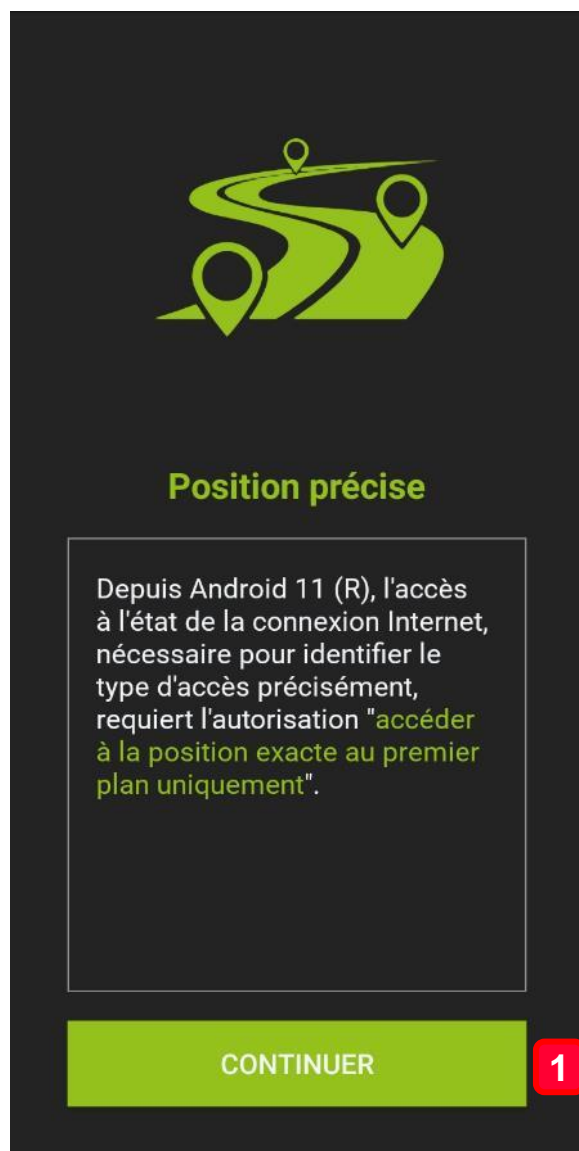 Position précise
Depuis Android 11 (R), l'accès
à l'état de la connexion Internet,
nécessaire pour identifier le
type d'accès précisément,
requiert l'autorisation "accéder
à la position exacte au premier
plan uniquement".
CONTINUER
1